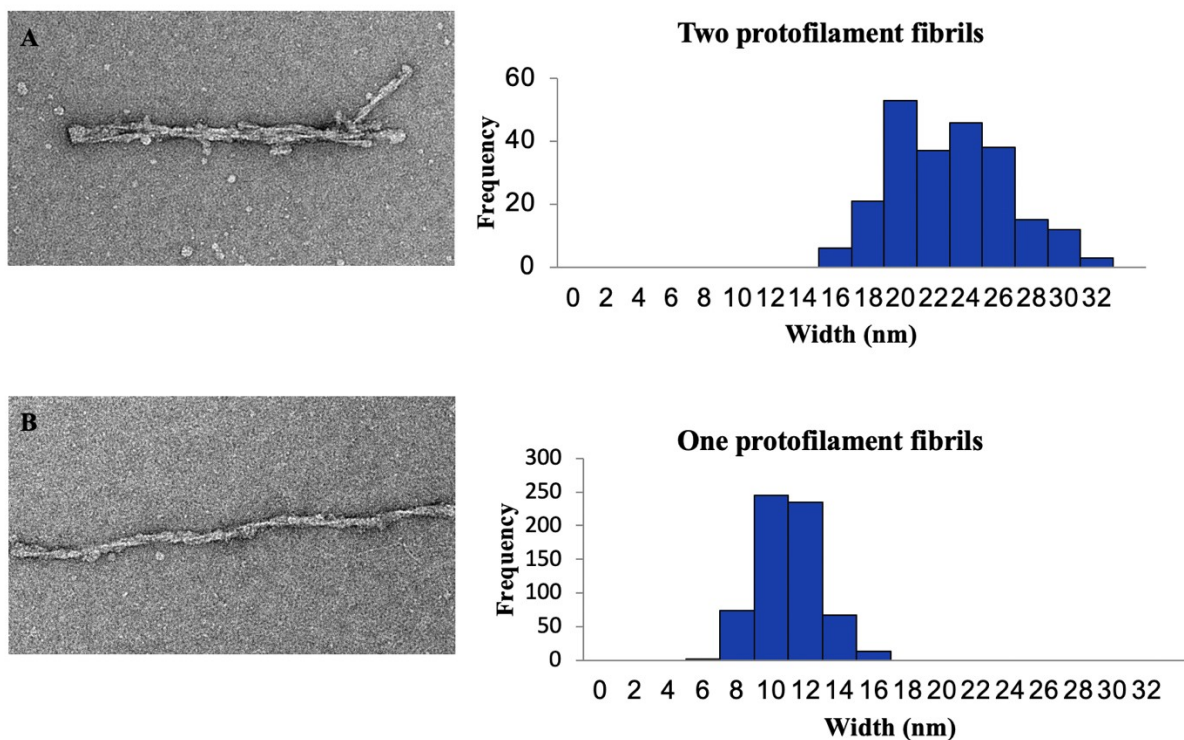 A
Two protofilament fibrils
60
40
20
0
Frequency
0 2 4 6 8 10 12 14 16 18 20 22 24 26 28 30 32
Width (nm)
B
One protofilament fibrils
300
250
200
150
100
50
0
Frequency
0 2 4 6 8 10 12 14 16 18 20 22 24 26 28 30 32
Width (nm)